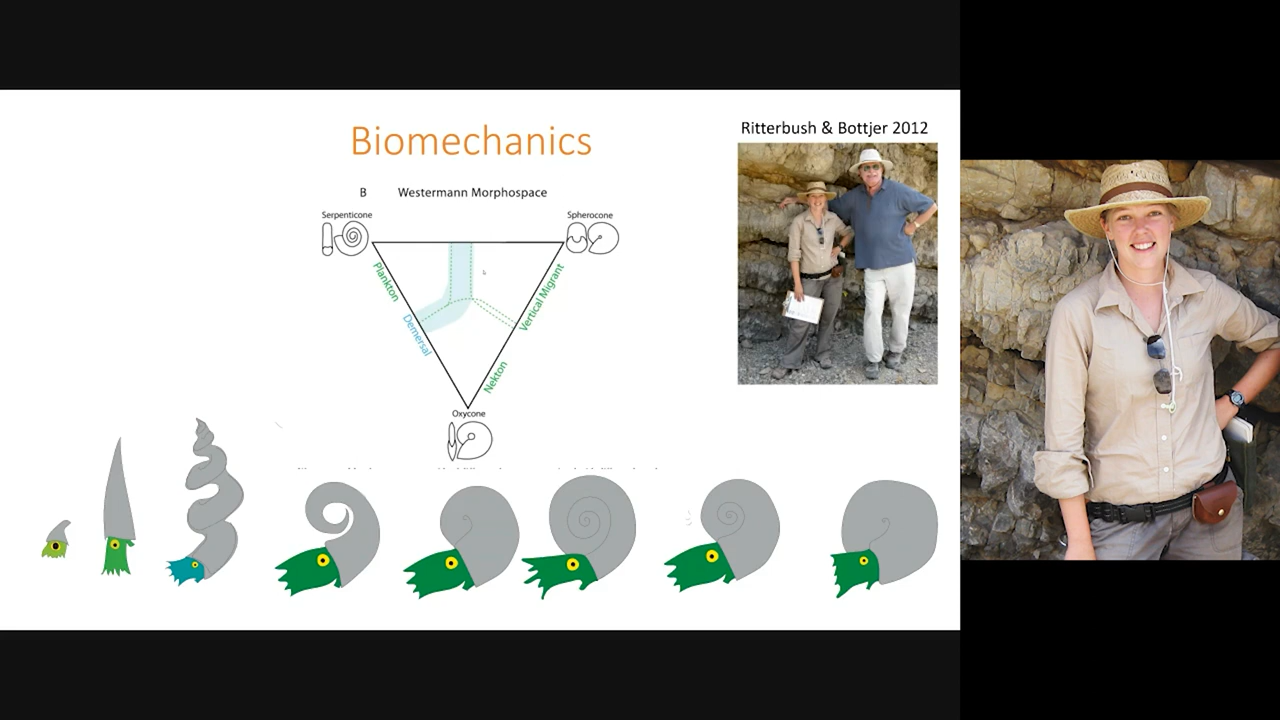 Biomechanics
Ritterbush & Bottjer 2012
B Westermann Morphospace
Serpenticone
Spherocone
Plankton
Demersal
Vertical Migrant
Nekton
Oxycone